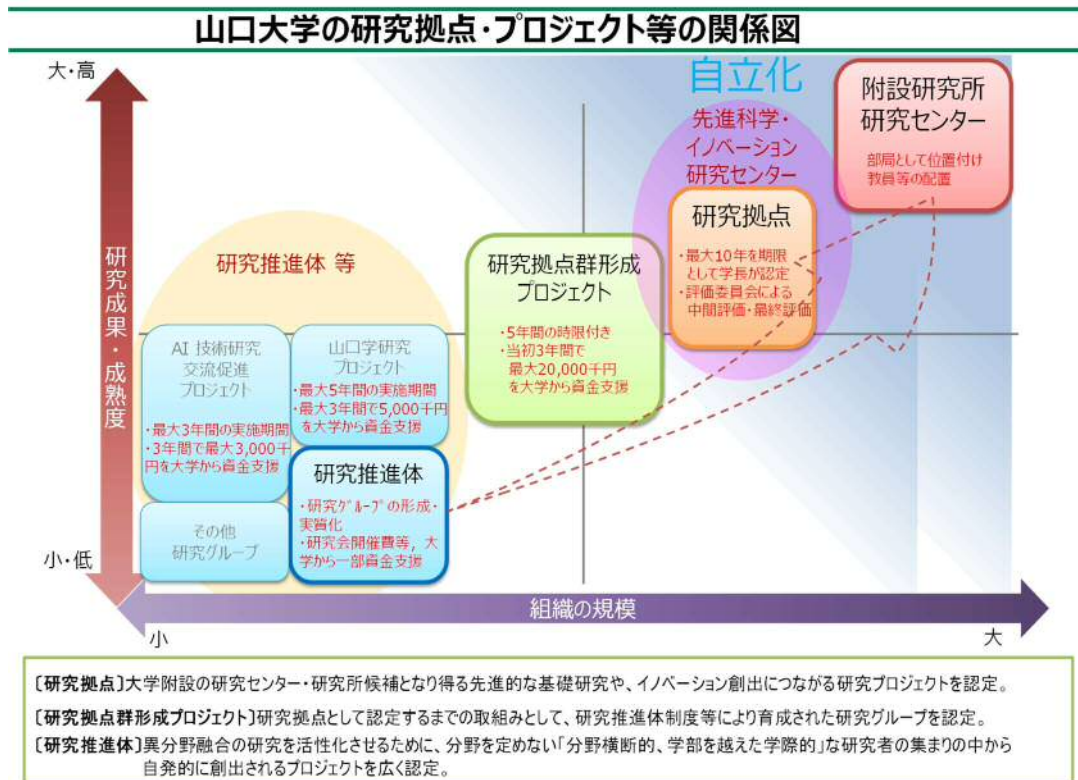 山口大学の研究拠点・プロジェクト等の関係図
大・高
自立化
附設研究所
研究センター
部局として位置付け
教員等の配置
先進科学・
イノベーション
研究センター
研究拠点
・最大10年を期限
として学長が認定
・評価委員会による
中間評価・最終評価
研究成果・成熟度
研究推進体 等
研究拠点群形成
プロジェクト
・5年間の時限付き
・当初3年間で
最大20,000千円
を大学から資金支援
AI 技術研究
交流促進
プロジェクト
・最大3年間の実施期間
・3年間で最大3,000千
円を大学から資金支援
山口学研究
プロジェクト
・最大5年間の実施期間
・最大3年間で5,000千円
を大学から資金支援
研究推進体
・研究グループの形成・
実質化
・研究会開催費等，大
学から一部資金支援
その他
研究グループ
小・低
組織の規模
小
大
〔研究拠点〕大学附設の研究センター・研究所候補となり得る先進的な基礎研究や、イノベーション創出につながる研究プロジェクトを認定。
〔研究拠点群形成プロジェクト〕研究拠点として認定するまでの取組みとして、研究推進体制度等により育成された研究グループを認定。
〔研究推進体〕異分野融合の研究を活性化させるために、分野を定めない「分野横断的、学部を越えた学際的」な研究者の集まりの中から
自発的に創出されるプロジェクトを広く認定。